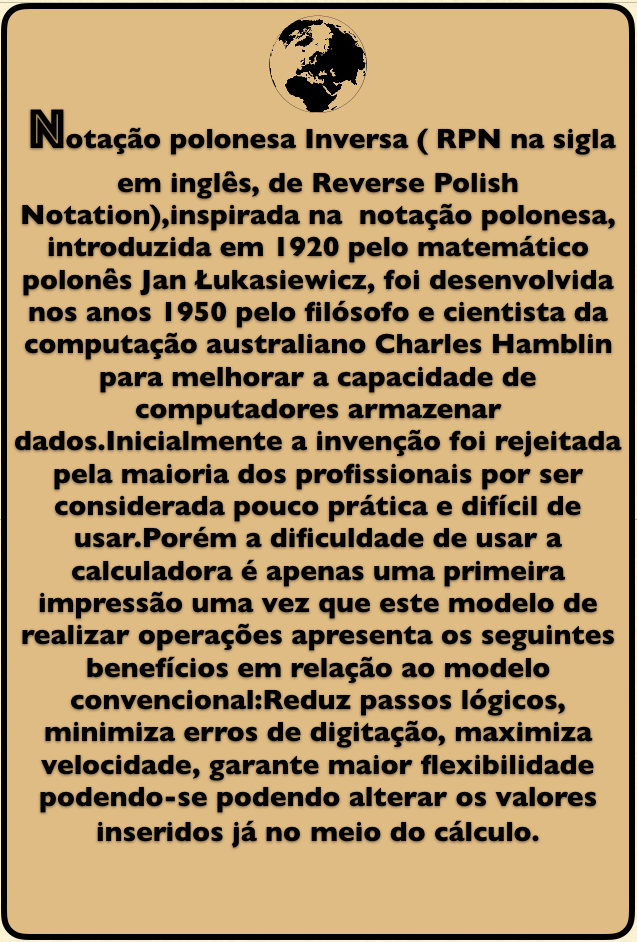 Notação polonesa Inversa ( RPN na sigla
em inglês, de Reverse Polish
Notation),inspirada na  notação polonesa,
introduzida em 1920 pelo matemático
polonês Jan Łukasiewicz, foi desenvolvida
nos anos 1950 pelo filósofo e cientista da
computação australiano Charles Hamblin
para melhorar a capacidade de
computadores armazenar
dados.Inicialmente a invenção foi rejeitada
pela maioria dos profissionais por ser
considerada pouco prática e difícil de
usar.Porém a dificuldade de usar a
calculadora é apenas uma primeira
impressão uma vez que este modelo de
realizar operações apresenta os seguintes
benefícios em relação ao modelo
convencional:Reduz passos lógicos,
minimiza erros de digitação, maximiza
velocidade, garante maior flexibilidade
podendo-se podendo alterar os valores
inseridos já no meio do cálculo.